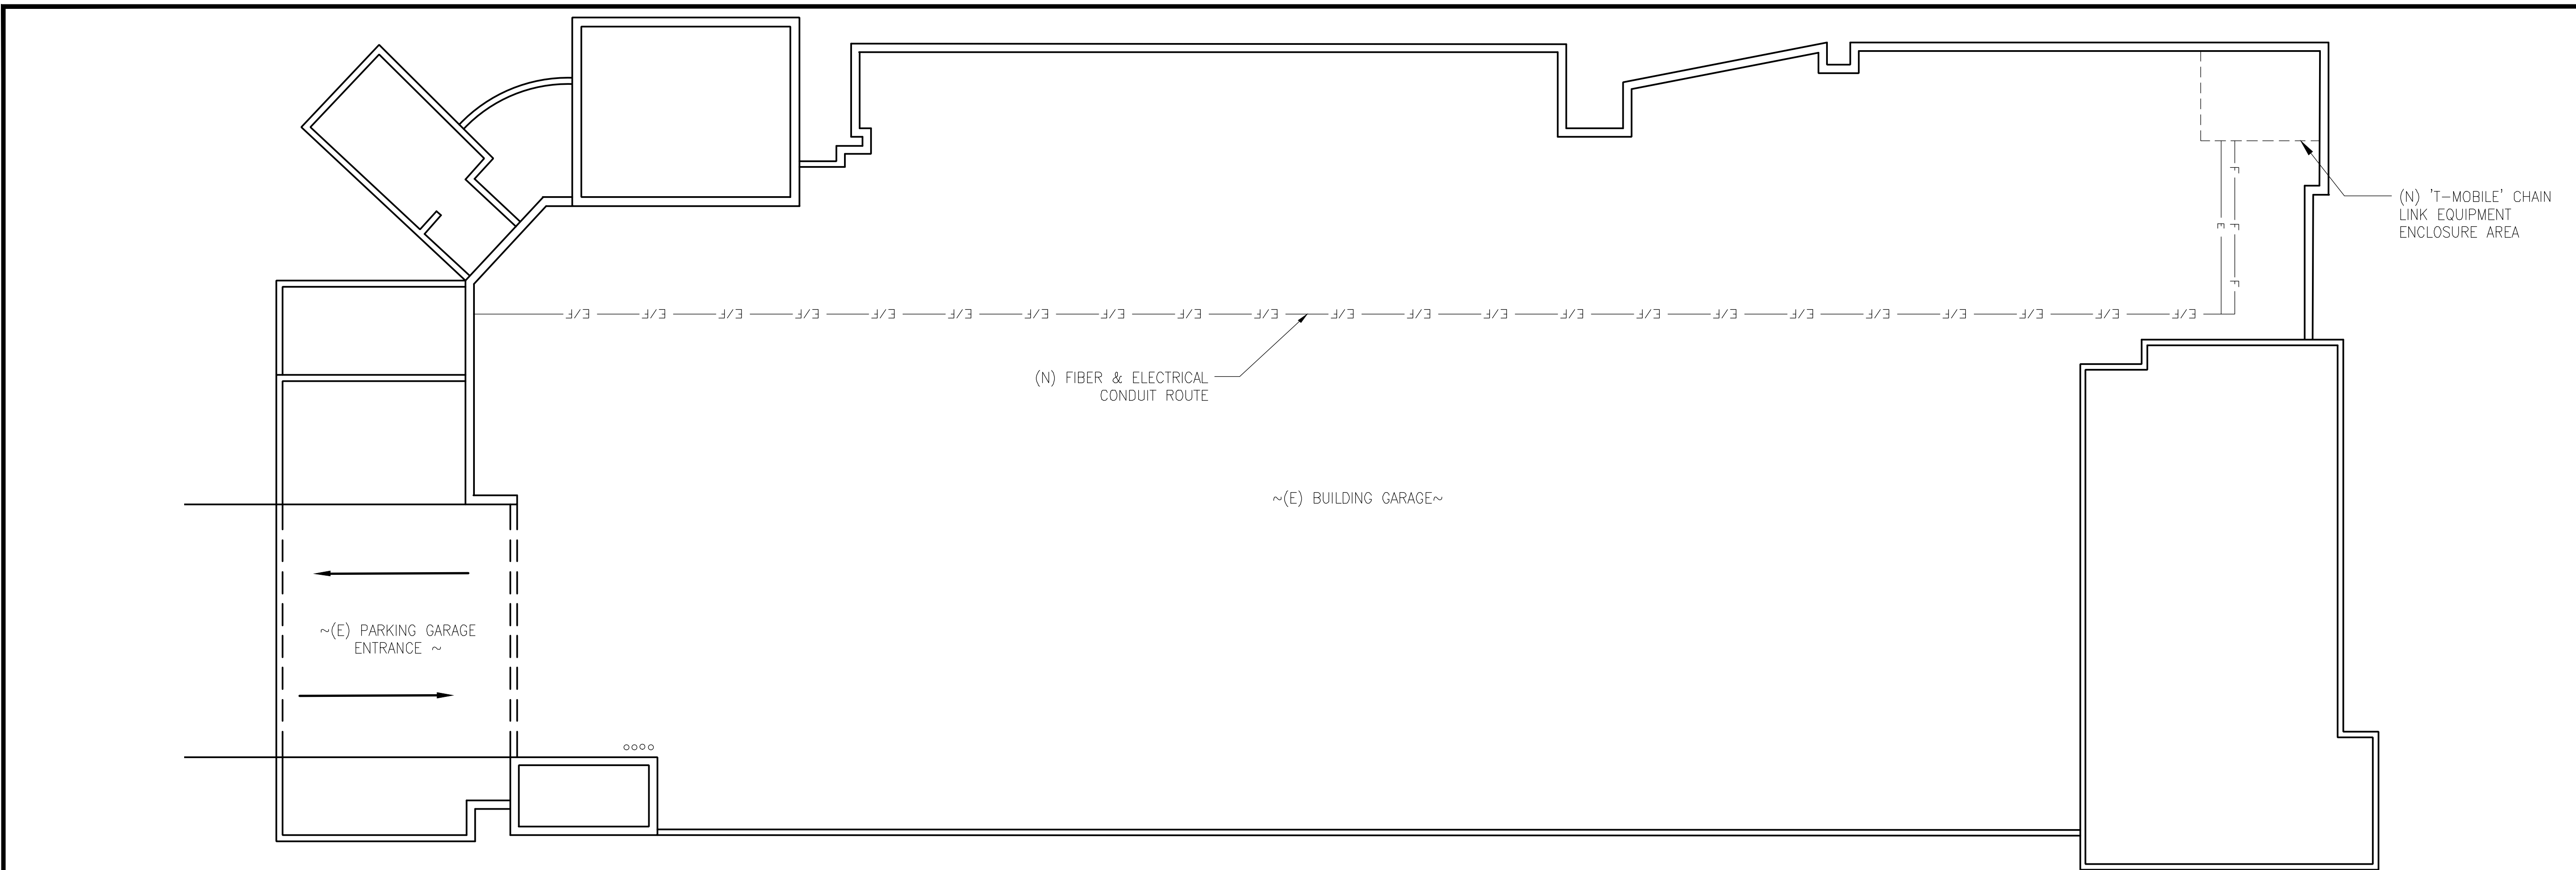 (N) 'T-MOBILE' CHAIN
LINK EQUIPMENT
ENCLOSURE AREA
F
E
F
F
E/F E/F E/F E/F E/F E/F E/F E/F E/F E/F E/F E/F E/F E/F E/F E/F E/F E/F E/F E/F E/F E/F
(N) FIBER & ELECTRICAL
CONDUIT ROUTE
~(E) BUILDING GARAGE~
~(E) PARKING GARAGE
ENTRANCE ~